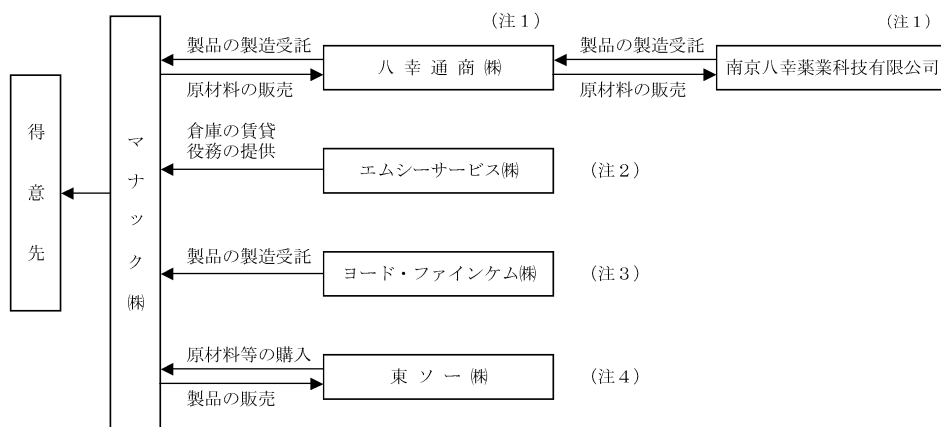 (注１)
(注１)
製品の製造受託
製品の製造受託
八 幸 通 商 ㈱
南京八幸薬業科技有限公司
原材料の販売
原材料の販売
得意先
マナック㈱
倉庫の賃貸
役務の提供
エムシーサービス㈱
(注２)
製品の製造受託
ヨード・ファインケム㈱
(注３)
原材料等の購入
東 ソ ー ㈱
(注４)
製品の販売